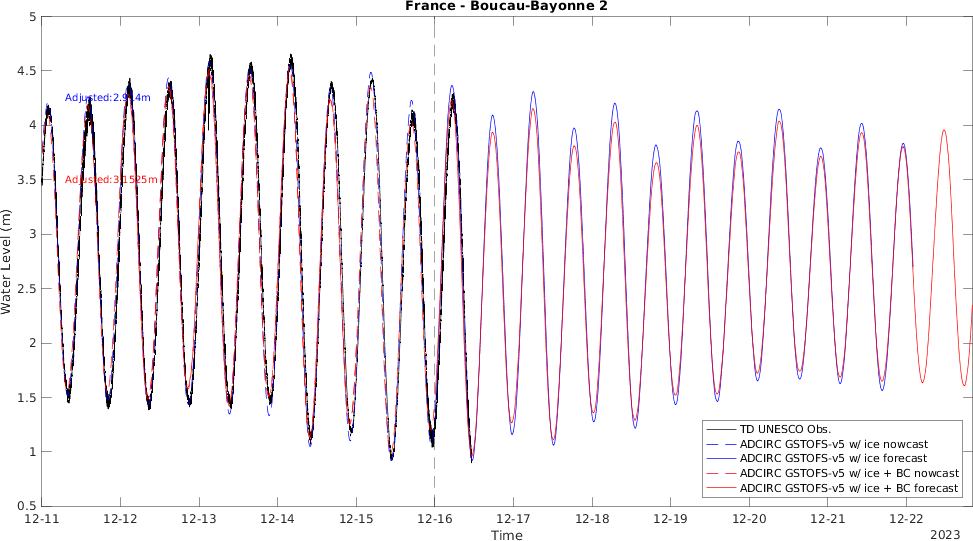 France - Boucau-Bayonne 2
5
4.5
4
3.5
3
2.5
2
1.5
1
0.5
Water Level (m)
Adjusted:3.1525m
TD UNESCO Obs.
ADCIRC GSTOFS-v5 w/ ice nowcast
ADCIRC GSTOFS-v5 w/ ice forecast
ADCIRC GSTOFS-v5 w/ ice + BC nowcast
ADCIRC GSTOFS-v5 w/ ice + BC forecast
12-11 12-12 12-13 12-14 12-15 12-16 12-17 12-18 12-19 12-20 12-21 12-22
Time
2023